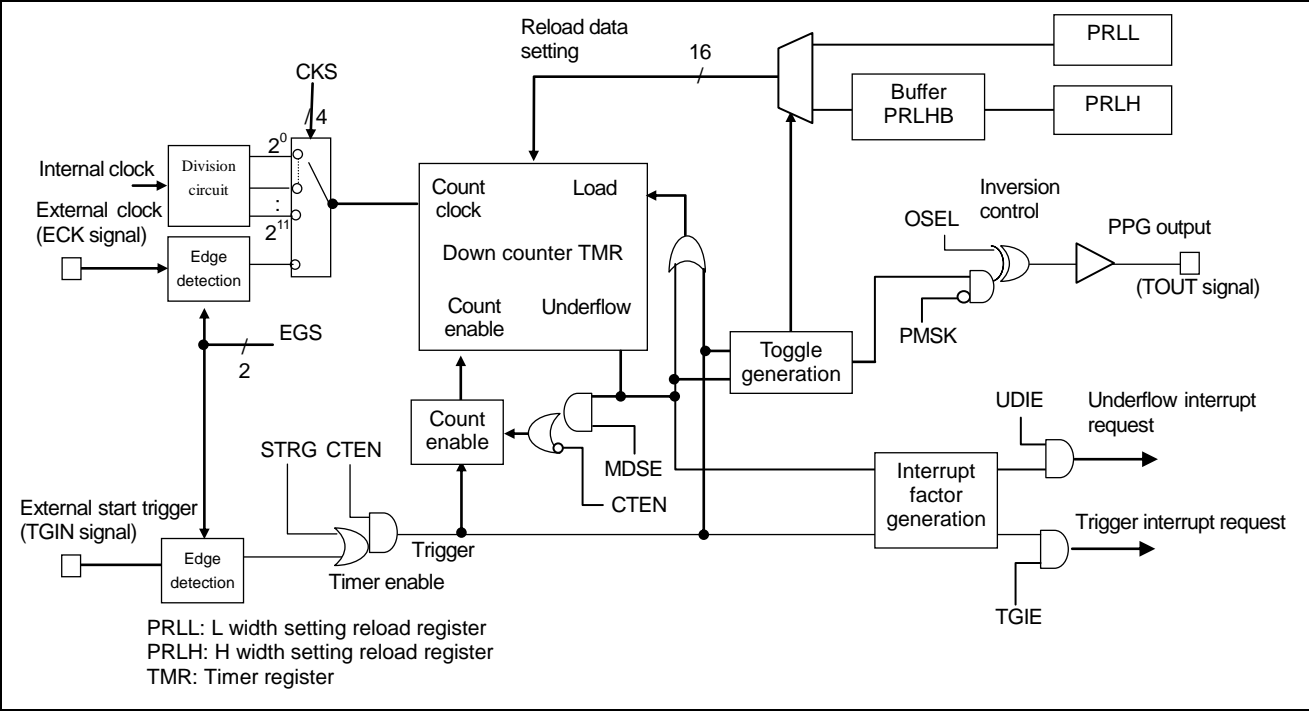 Reload data
setting
16
PRLL
Buffer
PRLHB
PRLH
CKS
4
2^0
Internal clock
Division
circuit
:
External clock
(ECK signal)
2^11
Edge
detection
Count
clock
Load
Down counter TMR
Count
enable
Underflow
Inversion
control
OSEL
PPG output
(TOUT signal)
PMSK
EGS
2
Toggle
generation
Count
enable
MDSE
CTEN
UDIE
Underflow interrupt
request
STRG CTEN
Interrupt
factor
generation
External start trigger
(TGIN signal)
Edge
detection
Trigger
Timer enable
Trigger interrupt request
TGIE
PRLL: L width setting reload register
PRLH: H width setting reload register
TMR: Timer register